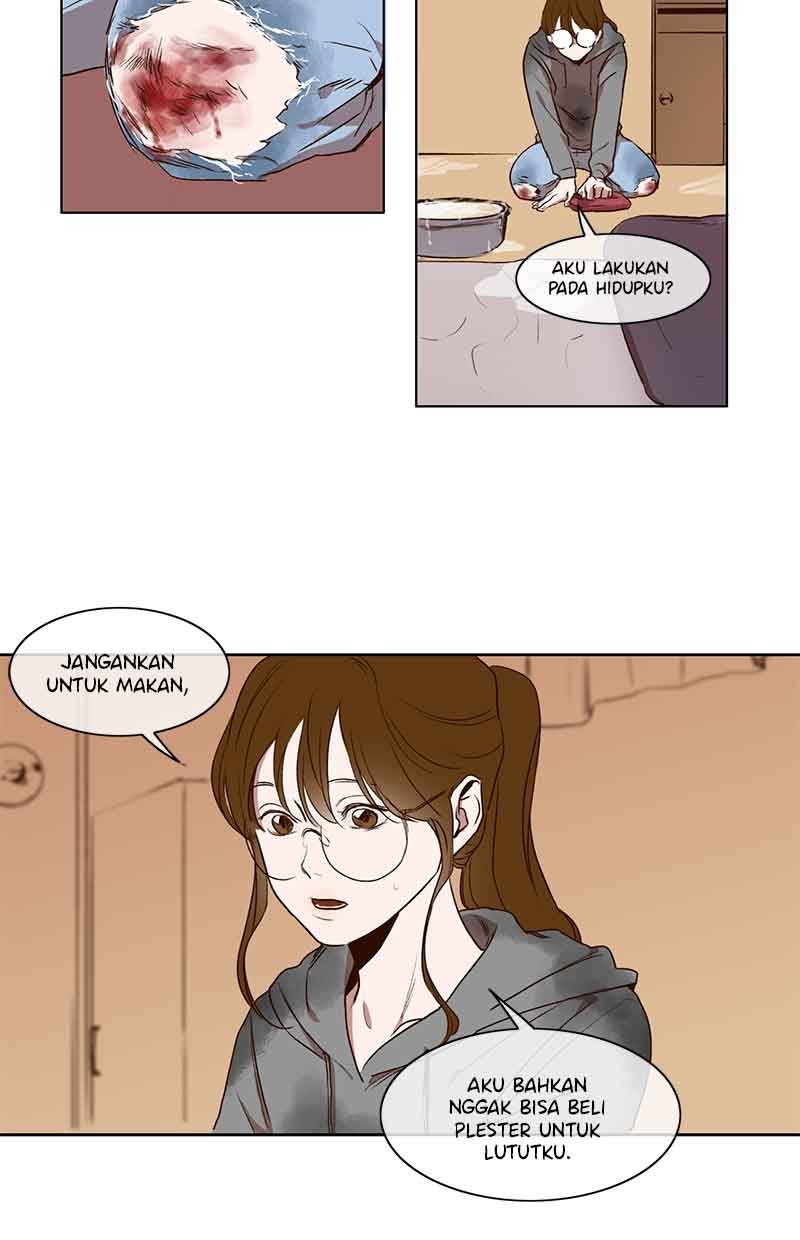 AKU LAKUKAN
PADA HIDUPKU?
JANGANKAN
UNTUK MAKAN,
AKU BAHKAN
NGGAK BISA BELI
PLESTER UNTUK
LUTUTKU.